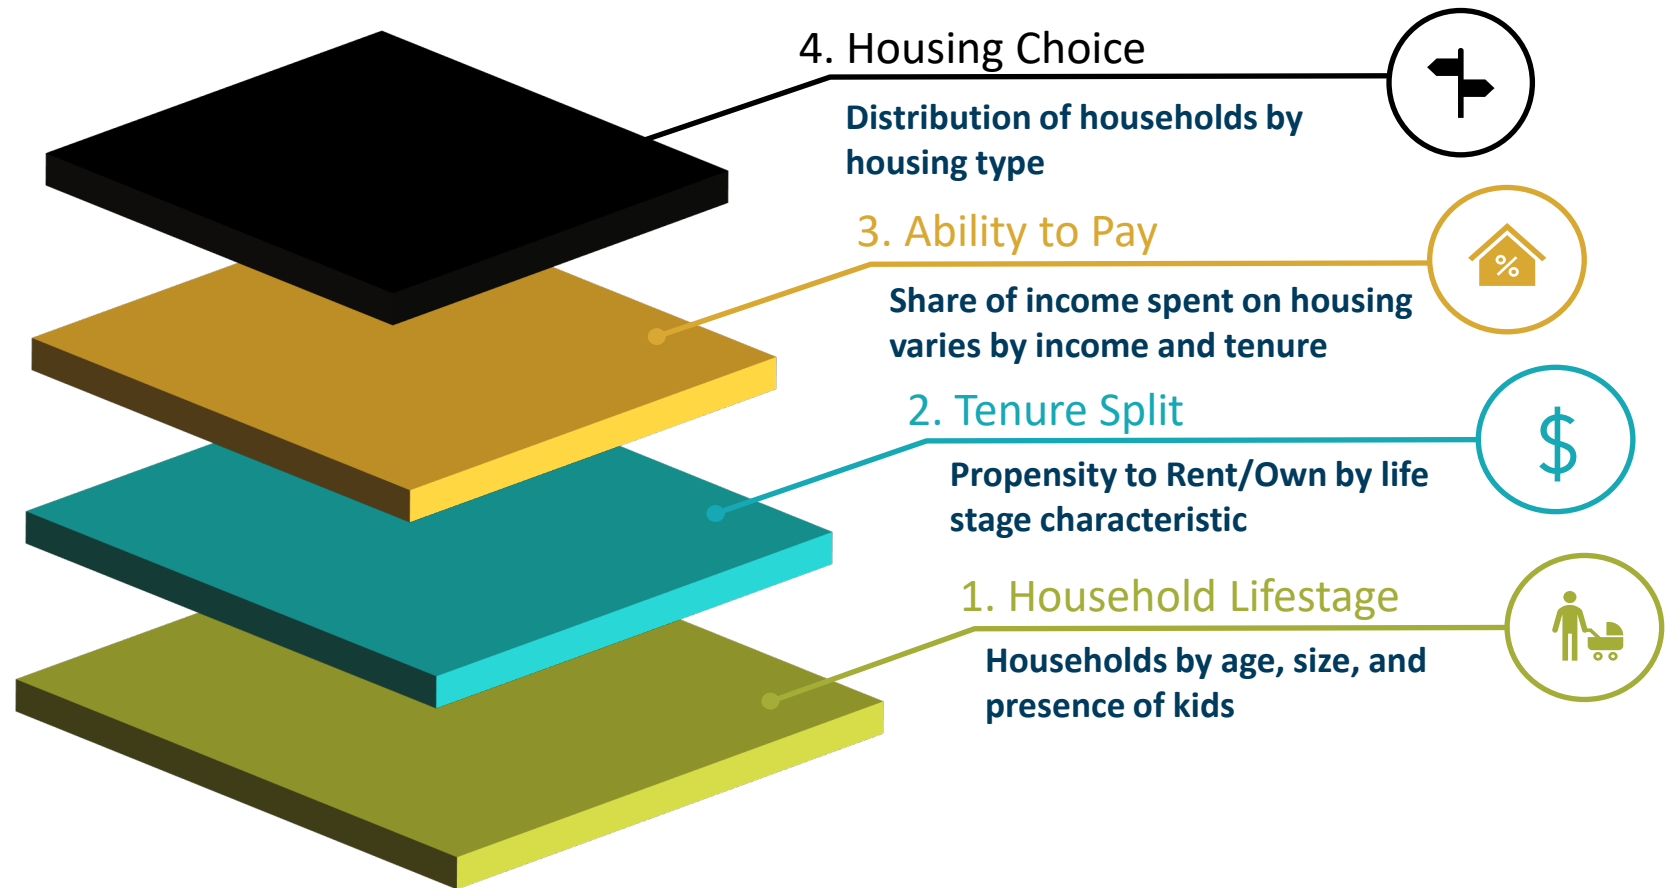 4. Housing Choice
Distribution of households by
housing type
3. Ability to Pay
%
Share of income spent on housing
varies by income and tenure
2. Tenure Split
$
Propensity to Rent/Own by life
stage characteristic
1. Household Lifestage
Households by age, size, and
presence of kids